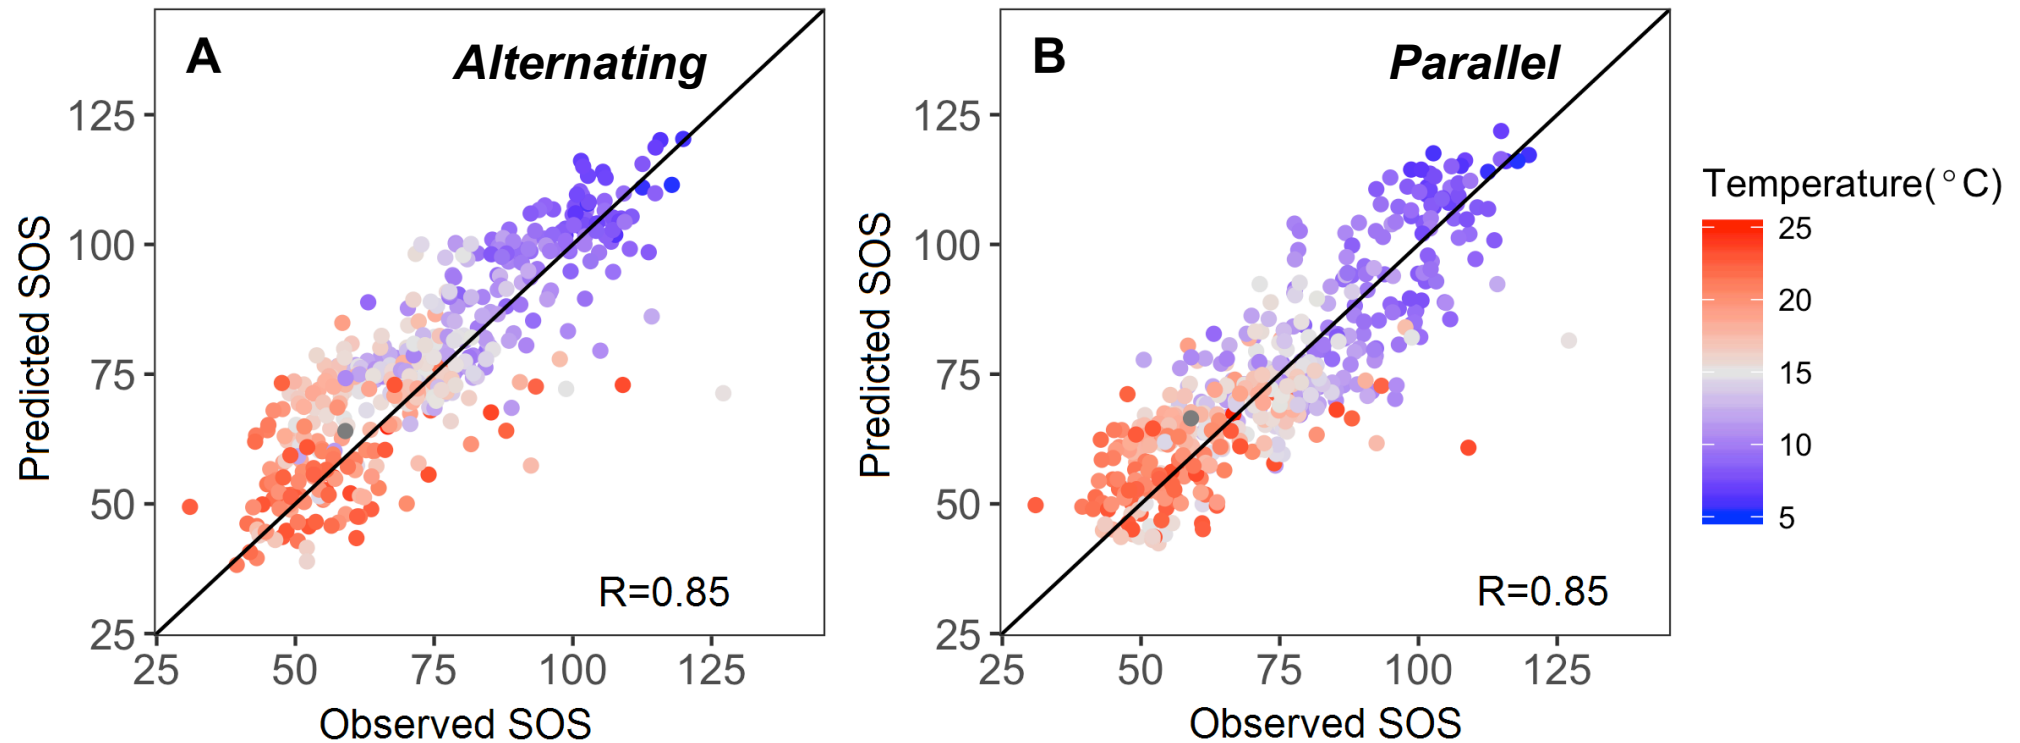 A
Alternating
125
100
75
50
25
25 50 75 100 125
Predicted SOS
Observed SOS
R=0.85
B
Parallel
125
100
75
50
25
25 50 75 100 125
Predicted SOS
Observed SOS
R=0.85
Temperature(°C)
25
20
15
10
5